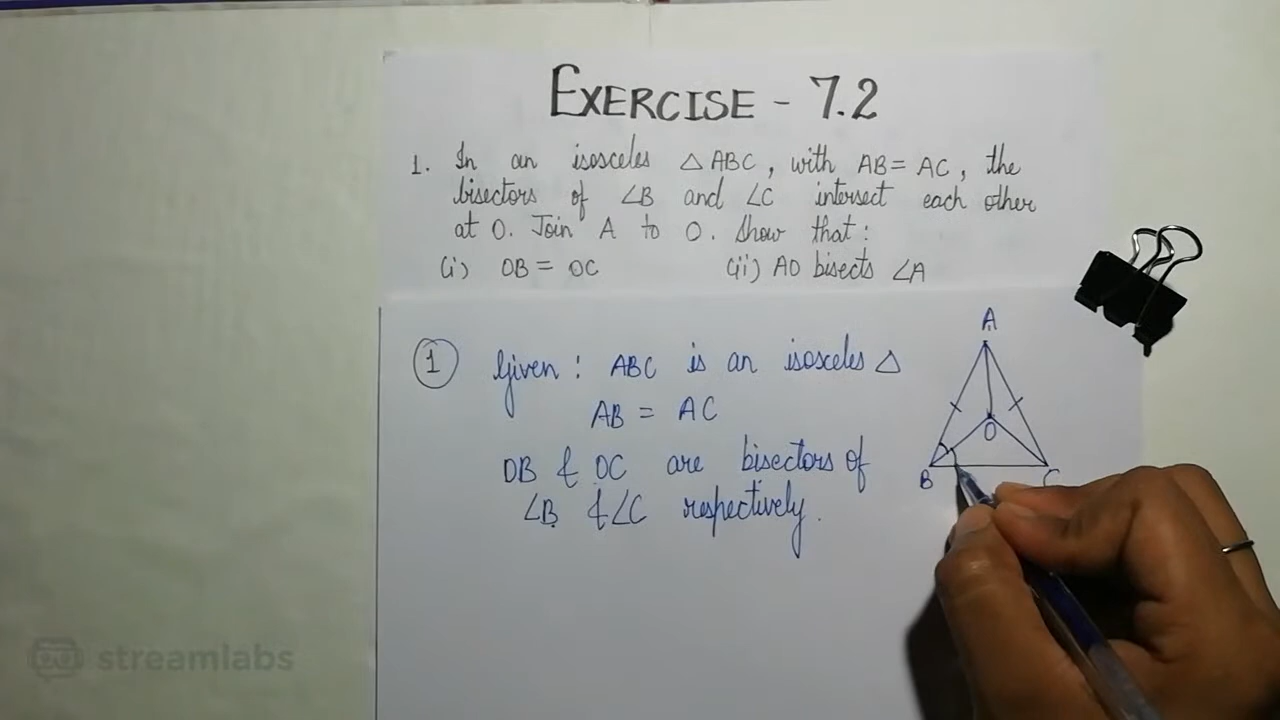 EXERCISE - 7.2
1. In an isosceles △ ABC, with AB = AC, the
bisectors of ∠B and ∠C intersect each other
at O. Join A to O. Show that:
(i) OB = OC (ii) AO bisects ∠A
1 Given : ABC is an isosceles △
AB = AC
OB & OC are bisectors of
∠B & ∠C respectively.
A
O
B C
streamlabs